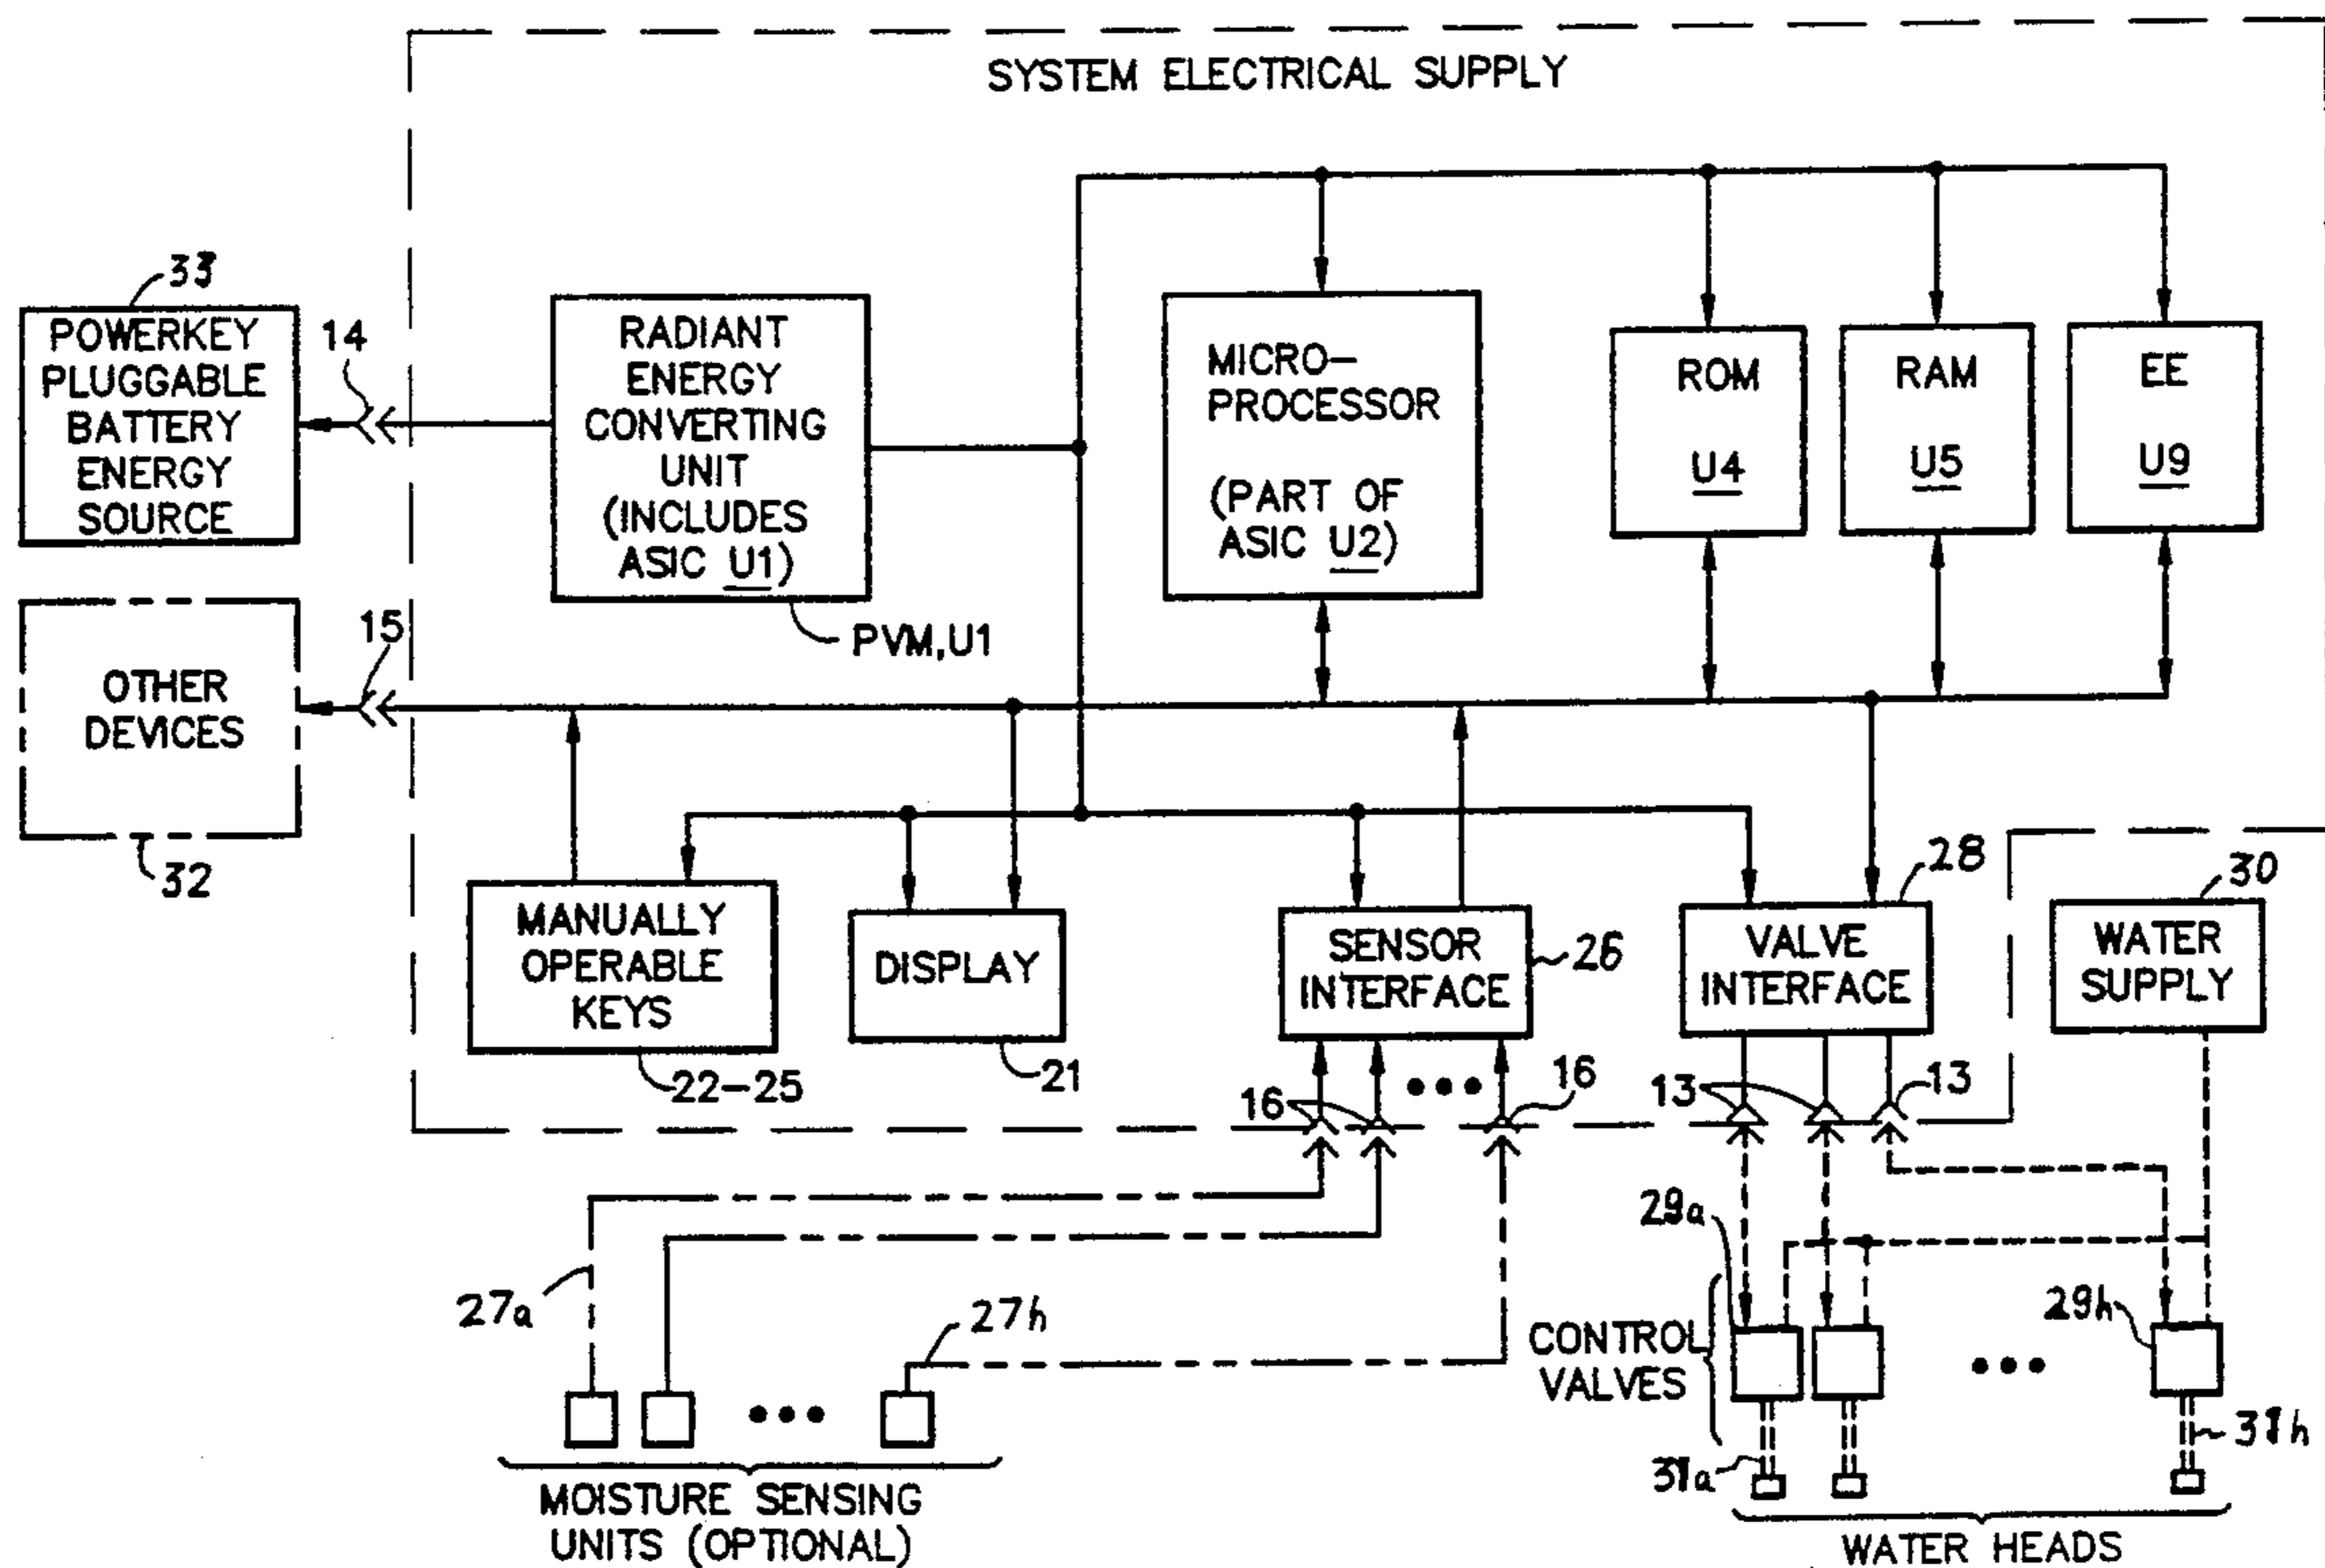 SYSTEM ELECTRICAL SUPPLY
33
POWERKEY
PLUGGABLE
BATTERY
ENERGY
SOURCE
14
RADIANT
ENERGY
CONVERTING
UNIT
(INCLUDES
ASIC U1)
PVM,U1
MICRO-
PROCESSOR
(PART OF
ASIC U2)
ROM
U4
RAM
U5
EE
U9
OTHER
DEVICES
15
32
MANUALLY
OPERABLE
KEYS
22-25
DISPLAY
21
SENSOR
INTERFACE
26
VALVE
INTERFACE
28
WATER
SUPPLY
30
16
16
13
13
27a
27h
MOISTURE SENSING
UNITS (OPTIONAL)
29a
29h
CONTROL
VALVES
31a
31h
WATER HEADS